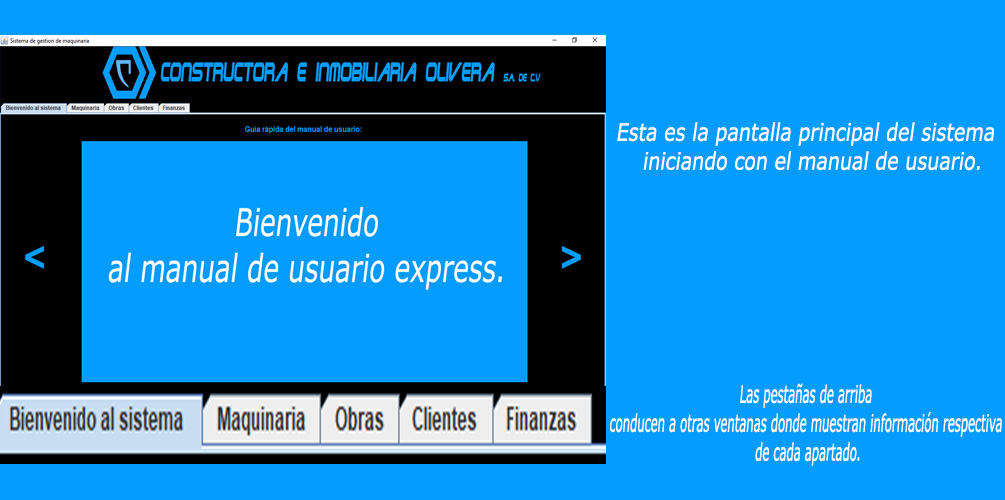 Sistema de gestion de maquinaria
CONSTRUCTORA E INMOBILIARIA OLIVERA S.A. DE C.V
Bienvenido al sistema Maquinaria Obras Clientes Finanzas
Guia rápida del manual de usuario:
Bienvenido
al manual de usuario express.
< >
Bienvenido al sistema Maquinaria Obras Clientes Finanzas
Esta es la pantalla principal del sistema
iniciando con el manual de usuario.
Las pestañas de arriba
conducen a otras ventanas donde muestran información respectiva
de cada apartado.